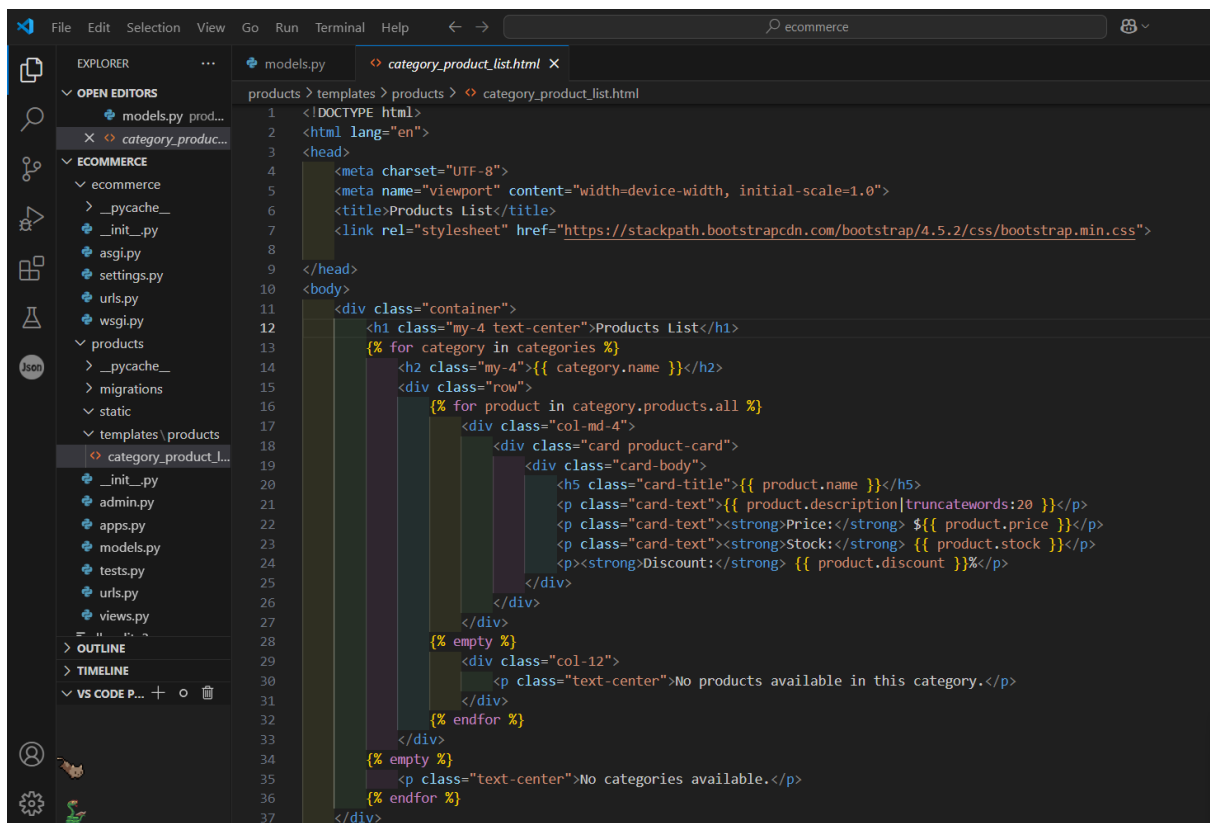 File Edit Selection View Go Run Terminal Help ← → ecommerce
EXPLORER ···
OPEN EDITORS
models.py prod...
category_produc...
ECOMMERCE
ecommerce
__pycache__
__init__.py
asgi.py
settings.py
urls.py
wsgi.py
products
__pycache__
migrations
static
templates\products
category_product_l...
__init__.py
admin.py
apps.py
models.py
tests.py
urls.py
views.py
OUTLINE
TIMELINE
VS CODE P...
Json
models.py category_product_list.html
products > templates > products > category_product_list.html
1 <!DOCTYPE html>
2 <html lang="en">
3 <head>
4 <meta charset="UTF-8">
5 <meta name="viewport" content="width=device-width, initial-scale=1.0">
6 <title>Products List</title>
7 <link rel="stylesheet" href="https://stackpath.bootstrapcdn.com/bootstrap/4.5.2/css/bootstrap.min.css">
8
9 </head>
10 <body>
11 <div class="container">
12 <h1 class="my-4 text-center">Products List</h1>
13 {% for category in categories %}
14 <h2 class="my-4">{{ category.name }}</h2>
15 <div class="row">
16 {% for product in category.products.all %}
17 <div class="col-md-4">
18 <div class="card product-card">
19 <div class="card-body">
20 <h5 class="card-title">{{ product.name }}</h5>
21 <p class="card-text">{{ product.description|truncatewords:20 }}</p>
22 <p class="card-text"><strong>Price:</strong> ${{ product.price }}</p>
23 <p class="card-text"><strong>Stock:</strong> {{ product.stock }}</p>
24 <p><strong>Discount:</strong> {{ product.discount }}%</p>
25 </div>
26 </div>
27 </div>
28 {% empty %}
29 <div class="col-12">
30 <p class="text-center">No products available in this category.</p>
31 </div>
32 {% endfor %}
33 </div>
34 {% empty %}
35 <p class="text-center">No categories available.</p>
36 {% endfor %}
37 </div>